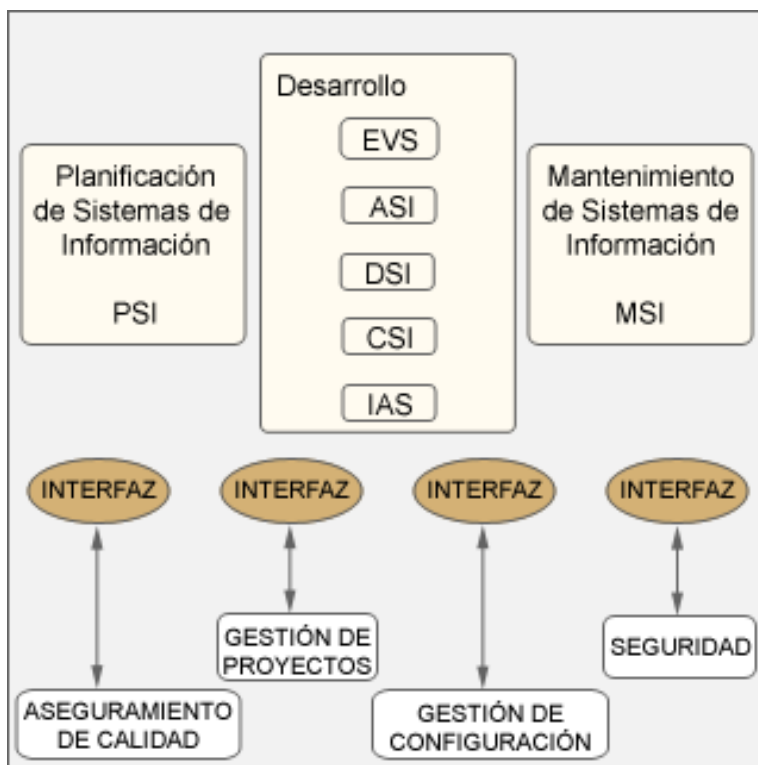 Desarrollo
EVS
ASI
DSI
CSI
IAS
Planificación
de Sistemas de
Información
PSI
Mantenimiento
de Sistemas de
Información
MSI
INTERFAZ
INTERFAZ
INTERFAZ
INTERFAZ
GESTIÓN DE
PROYECTOS
SEGURIDAD
ASEGURAMIENTO
DE CALIDAD
GESTIÓN DE
CONFIGURACIÓN